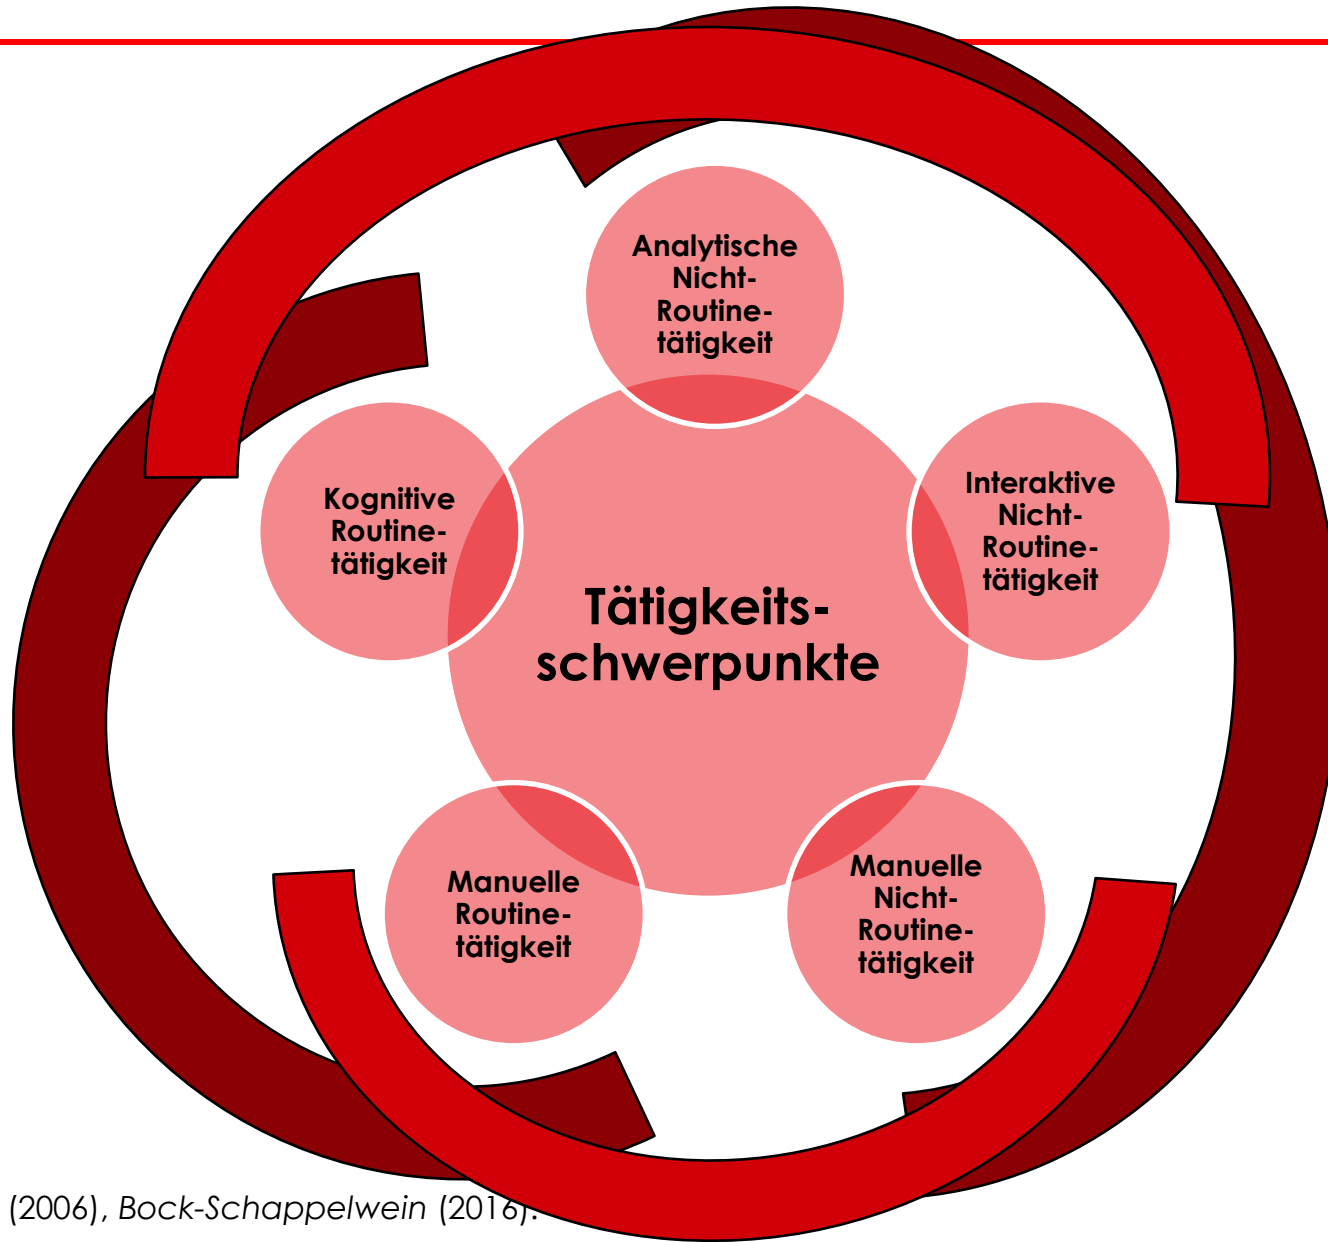 Analytische
Nicht-
Routine-
tätigkeit
Kognitive
Routine-
tätigkeit
Interaktive
Nicht-
Routine-
tätigkeit
Tätigkeits-
schwerpunkte
Manuelle
Routine-
tätigkeit
Manuelle
Nicht-
Routine-
tätigkeit
(2006), Bock-Schappelwein (2016).